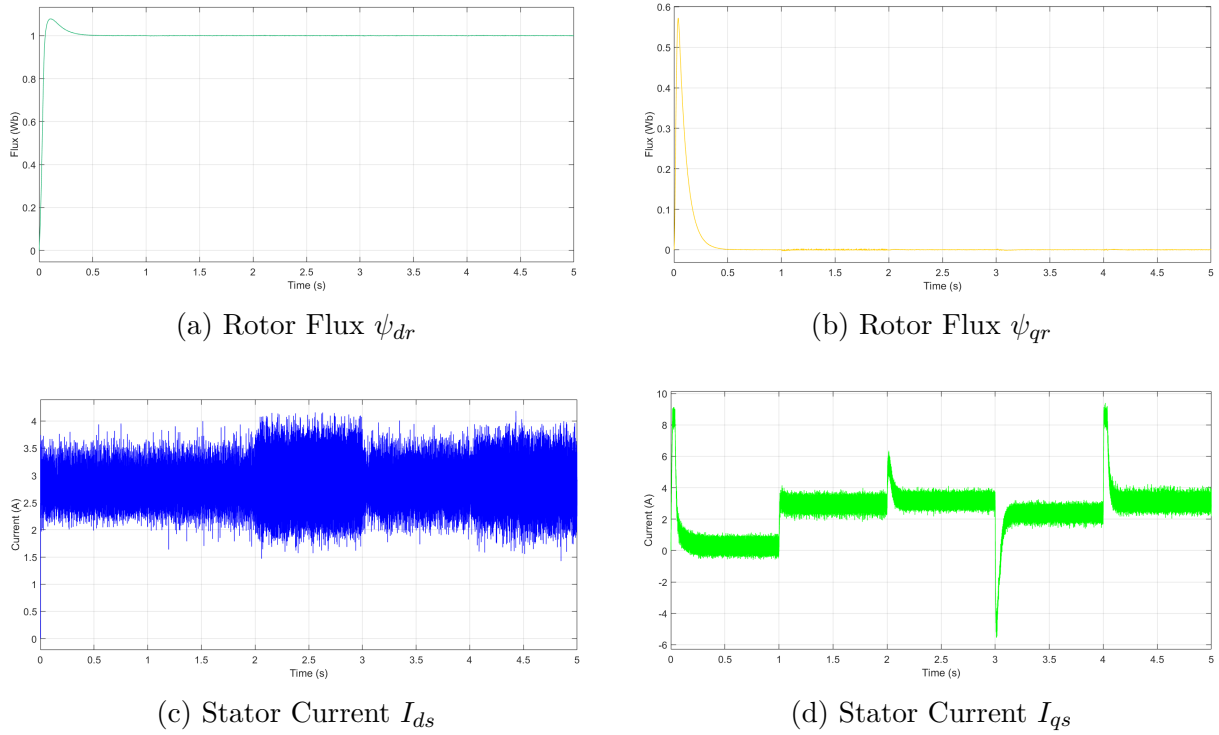 1
0.8
0.6
0.4
0.2
0
Flux (Wb)
0 0.5 1 1.5 2 2.5 3 3.5 4 4.5 5
Time (s)
(a) Rotor Flux ψdr
0.6
0.5
0.4
0.3
0.2
0.1
0
Flux (Wb)
0 0.5 1 1.5 2 2.5 3 3.5 4 4.5 5
Time (s)
(b) Rotor Flux ψqr
4
3.5
3
2.5
2
1.5
1
0.5
0
Current (A)
0 0.5 1 1.5 2 2.5 3 3.5 4 4.5 5
Time (s)
(c) Stator Current Ids
10
8
6
4
2
0
-2
-4
-6
Current (A)
0 0.5 1 1.5 2 2.5 3 3.5 4 4.5 5
Time (s)
(d) Stator Current Iqs